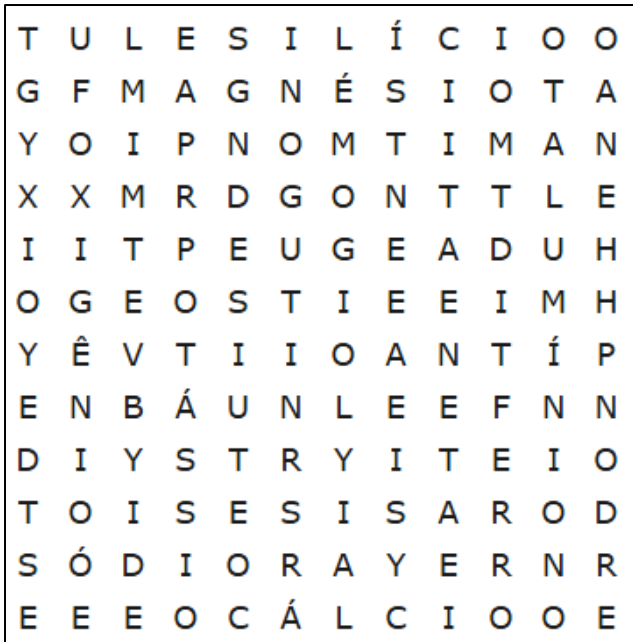 T U L E S I L Í C I O O
G F M A G N É S I O T A
Y O I P N O M T I M A N
X X M R D G O N T T L E
I I T P E U G E A D U H
O G E O S T I E E I M H
Y Ê V T I I O A N T Í P
E N B Á U N L E E F N N
D I Y S T R Y I T E I O
T O I S E S I S A R O D
S Ó D I O R A Y E R N R
E E E O C Á L C I O O E